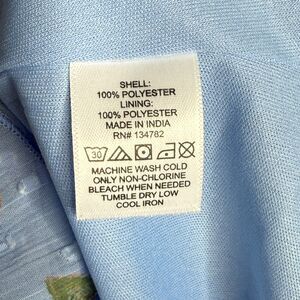 SHELL:
100% POLYESTER
LINING:
100% POLYESTER
MADE IN INDIA
RN# 134782
30
MACHINE WASH COLD
ONLY NON-CHLORINE
BLEACH WHEN NEEDED
TUMBLE DRY LOW
COOL IRON